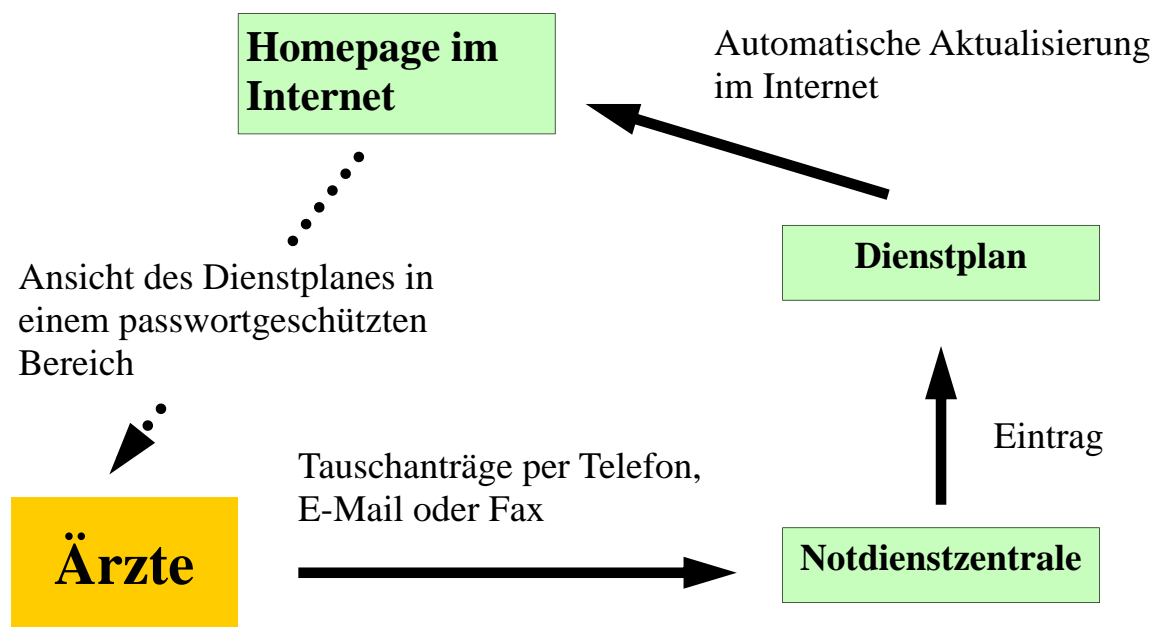 Homepage im
Internet
Automatische Aktualisierung
im Internet
Dienstplan
Ansicht des Dienstplanes in
einem passwortgeschützten
Bereich
Eintrag
Tauschanträge per Telefon,
E-Mail oder Fax
Ärzte
Notdienstzentrale